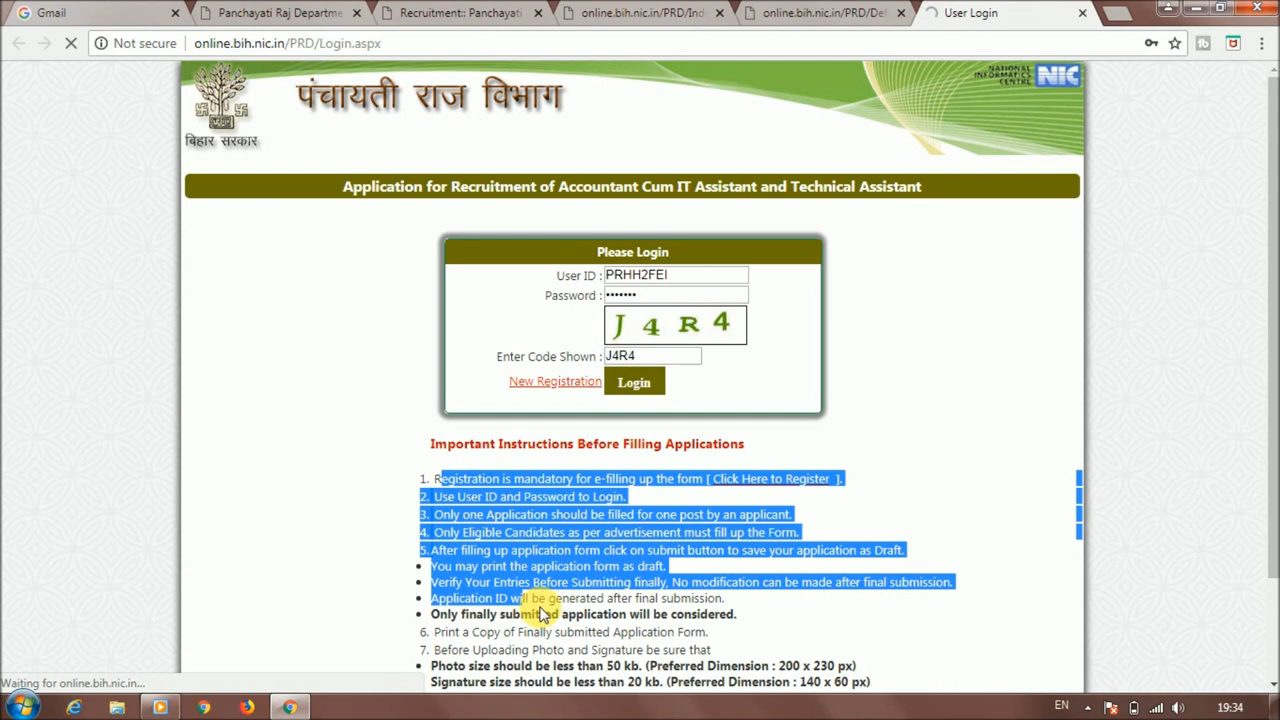 Gmail
Panchayati Raj Departme
Recruitment:: Panchayati
online.bih.nic.in/PRD/Ind
online.bih.nic.in/PRD/De
User Login
Not secure
online.bih.nic.in/PRD/Login.aspx
पंचायती राज विभाग
NATIONAL
INFORMATICS
CENTRE
NIC
बिहार सरकार
Application for Recruitment of Accountant Cum IT Assistant and Technical Assistant
Please Login
User ID : PRHH2FEI
Password : •••••••
J 4 R 4
Enter Code Shown : J4R4
New Registration Login
Important Instructions Before Filling Applications
1. Registration is mandatory for e-filling up the form [ Click Here to Register ].
2. Use User ID and Password to Login.
3. Only one Application should be filled for one post by an applicant.
4. Only Eligible Candidates as per advertisement must fill up the Form.
5. After filling up application form click on submit button to save your application as Draft.
• You may print the application form as draft.
• Verify Your Entries Before Submitting finally, No modification can be made after final submission.
• Application ID will be generated after final submission.
• Only finally submitted application will be considered.
6. Print a Copy of Finally submitted Application Form.
7. Before Uploading Photo and Signature be sure that
• Photo size should be less than 50 kb. (Preferred Dimension : 200 x 230 px)
Signature size should be less than 20 kb. (Preferred Dimension : 140 x 60 px)
Waiting for online.bih.nic.in...
EN
19:34